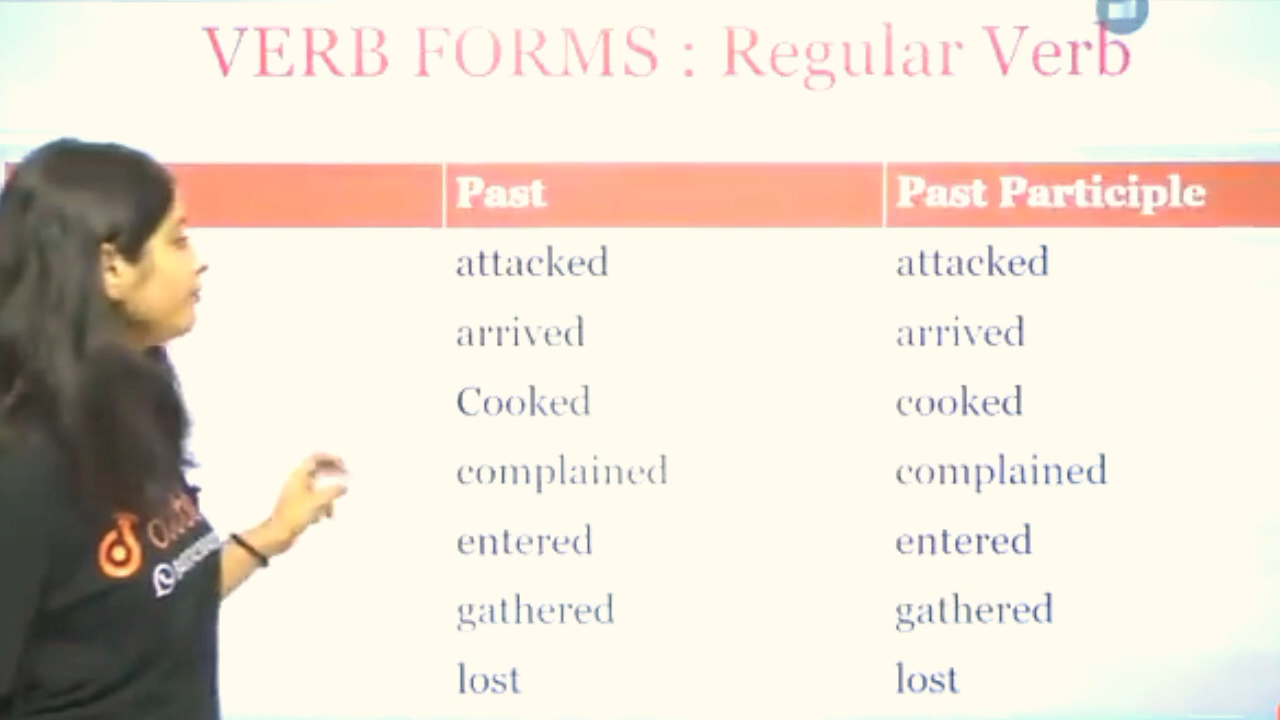 VERB FORMS : Regular Verb
Past Past Participle
attacked attacked
arrived arrived
Cooked cooked
complained complained
entered entered
gathered gathered
lost lost